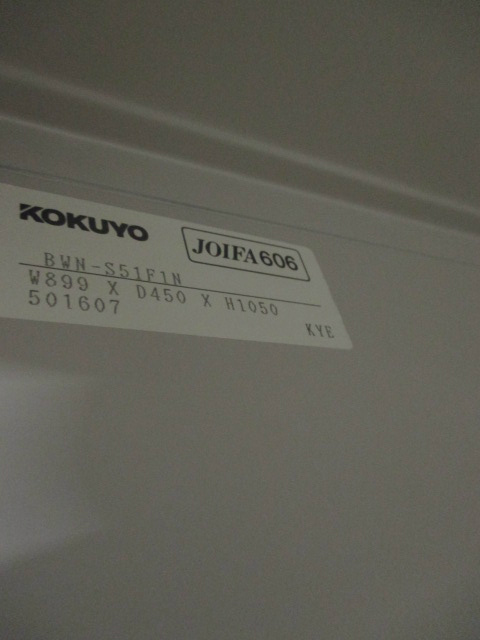 KOKUYO
JOIFA606
BWN-S51F1N
W899 X D450 X H1050
501607
KYE